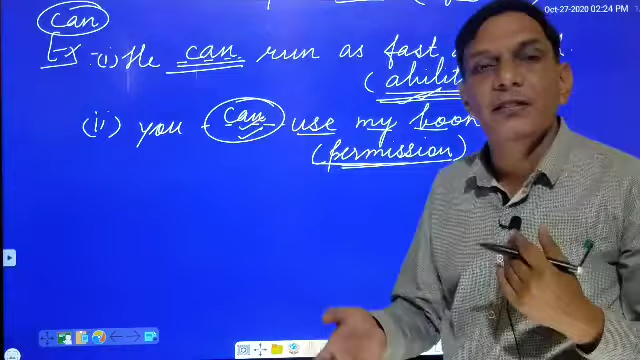 Oct-27-2020 02:24 PM
can
Ex :- (i) He can run as fast
(ability
(ii) you can use my book
(permission)